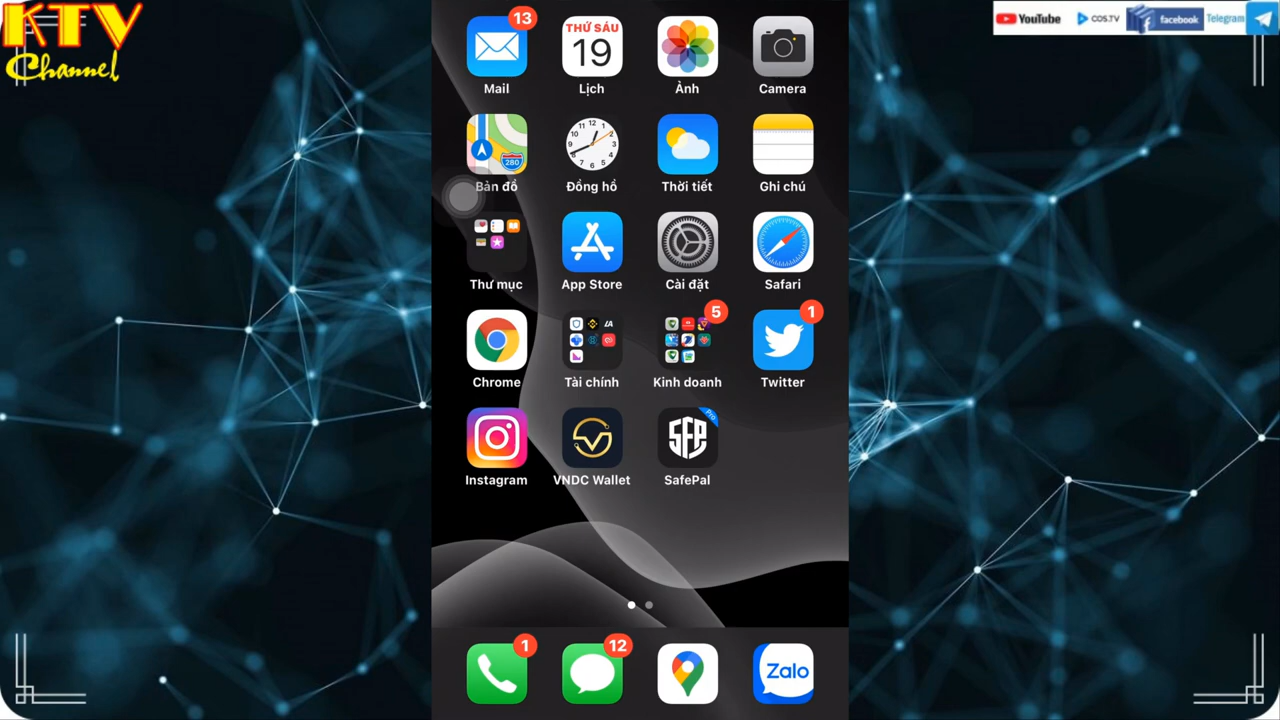 KTV
Channel
YouTube
COS.TV
facebook
Telegram
13
THỨ SÁU
19
Mail
Lịch
Ảnh
Camera
280
Bản đồ
Đồng hồ
Thời tiết
Ghi chú
Thư mục
App Store
Cài đặt
Safari
5
1
Chrome
Tài chính
Kinh doanh
Twitter
SFP
Pro
Instagram
VNDC Wallet
SafePal
1
12
Zalo